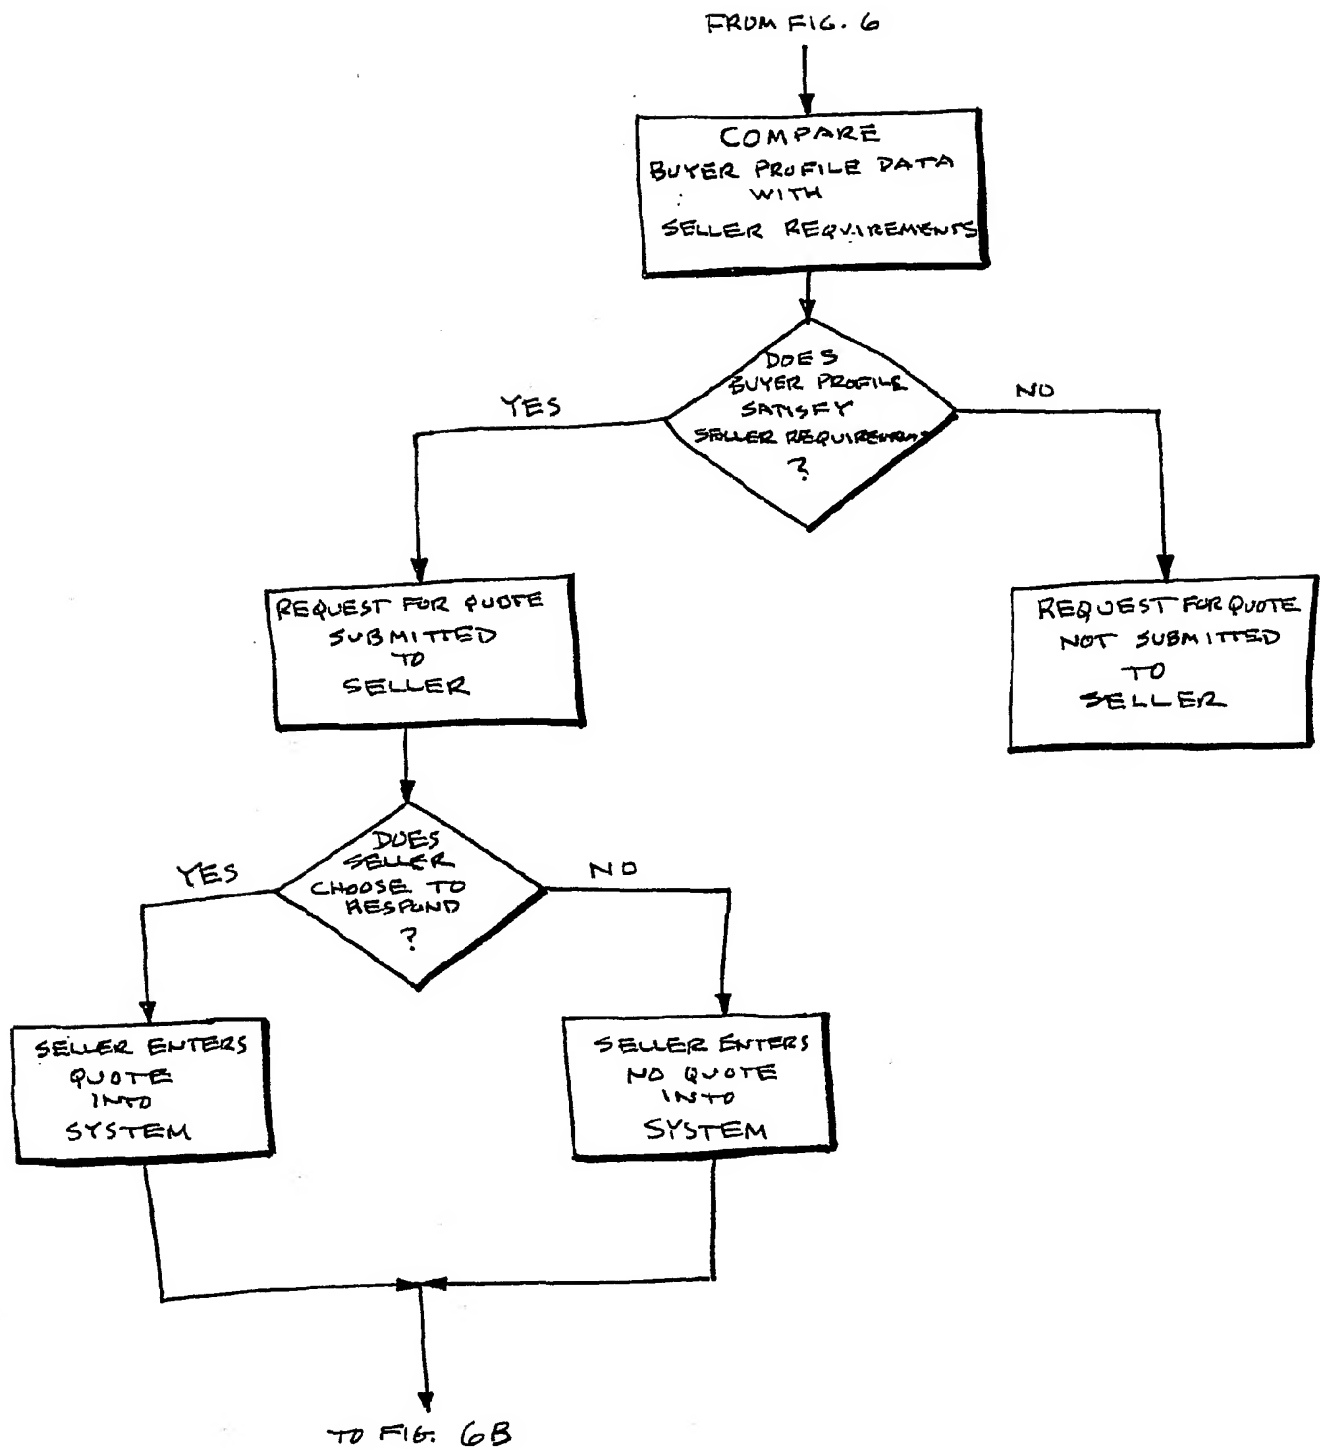 FROM FIG. 6
COMPARE
BUYER PROFILE DATA
WITH
SELLER REQUIREMENTS
DOES
BUYER PROFILE
SATISFY
SELLER REQUIREMENTS
?
YES
NO
REQUEST FOR QUOTE
SUBMITTED
TO
SELLER
REQUEST FOR QUOTE
NOT SUBMITTED
TO
SELLER
DOES
SELLER
CHOOSE TO
RESPOND
?
YES
NO
SELLER ENTERS
QUOTE
INTO
SYSTEM
SELLER ENTERS
NO QUOTE
INTO
SYSTEM
TO FIG. 6B